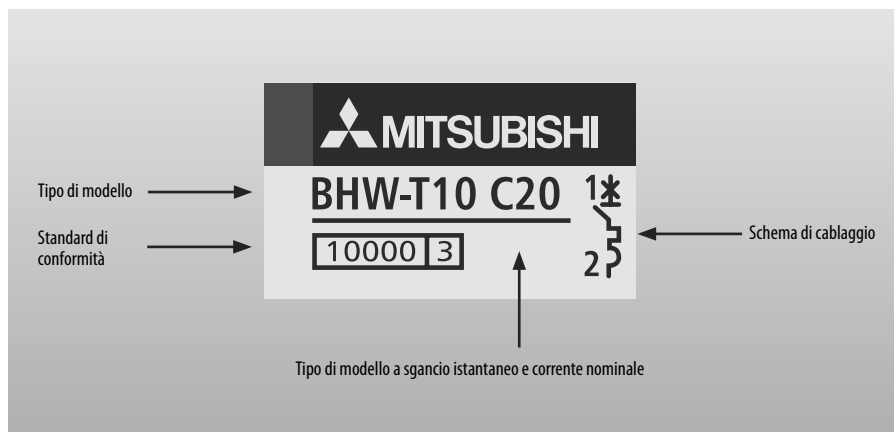 MITSUBISHI
Tipo di modello
BHW-T10 C20
1
Standard di
conformità
10000 3
2
Schema di cablaggio
Tipo di modello a sgancio istantaneo e corrente nominale